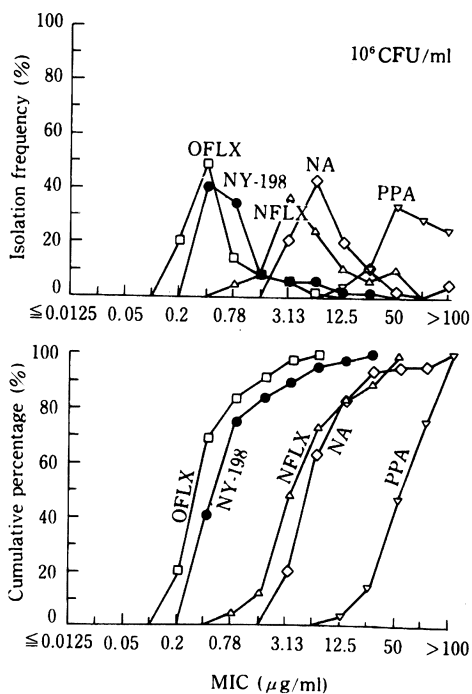 100
80
60
40
20
0
Isolation frequency (%)
10⁶ CFU/ml
OFLX
NY-198
NFLX
NA
PPA
≦0.0125 0.05 0.2 0.78 3.13 12.5 50 >100
100
80
60
40
20
0
Cumulative percentage (%)
OFLX
NY-198
NFLX
NA
PPA
≦0.0125 0.05 0.2 0.78 3.13 12.5 50 >100
MIC (μg/ml)